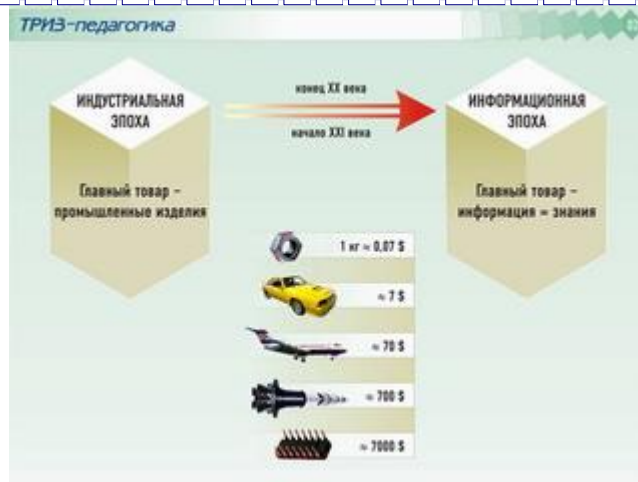 ТРИЗ-педагогика
ИНДУСТРИАЛЬНАЯ
ЭПОХА
Главный товар –
промышленные изделия
конец XX века
начало XXI века
ИНФОРМАЦИОННАЯ
ЭПОХА
Главный товар –
информация = знания
1 кг ≈ 0,07 $
≈ 7 $
≈ 70 $
≈ 700 $
≈ 7000 $